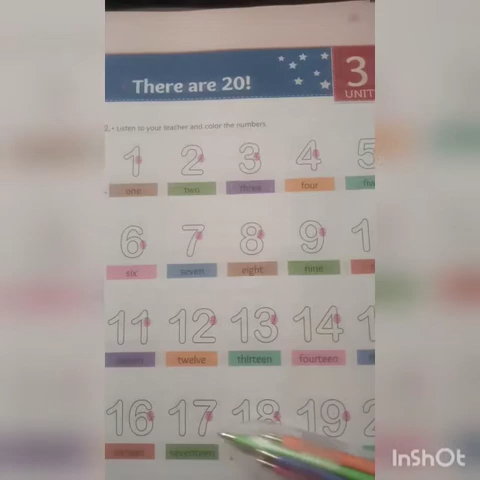 There are 20!
3
UNIT
2. • Listen to your teacher and color the numbers.
1 2 3 4 5
one two three four
6 7 8 9
six seven eight nine
11 12 13 14
eleven twelve thirteen fourteen
16 17 18 19
sixteen seventeen
InShOt